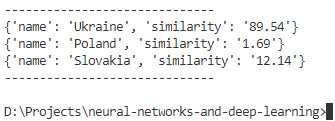 ------------------------------
{'name': 'Ukraine', 'similarity': '89.54'}
{'name': 'Poland', 'similarity': '1.69'}
{'name': 'Slovakia', 'similarity': '12.14'}
------------------------------
D:\Projects\neural-networks-and-deep-learning>